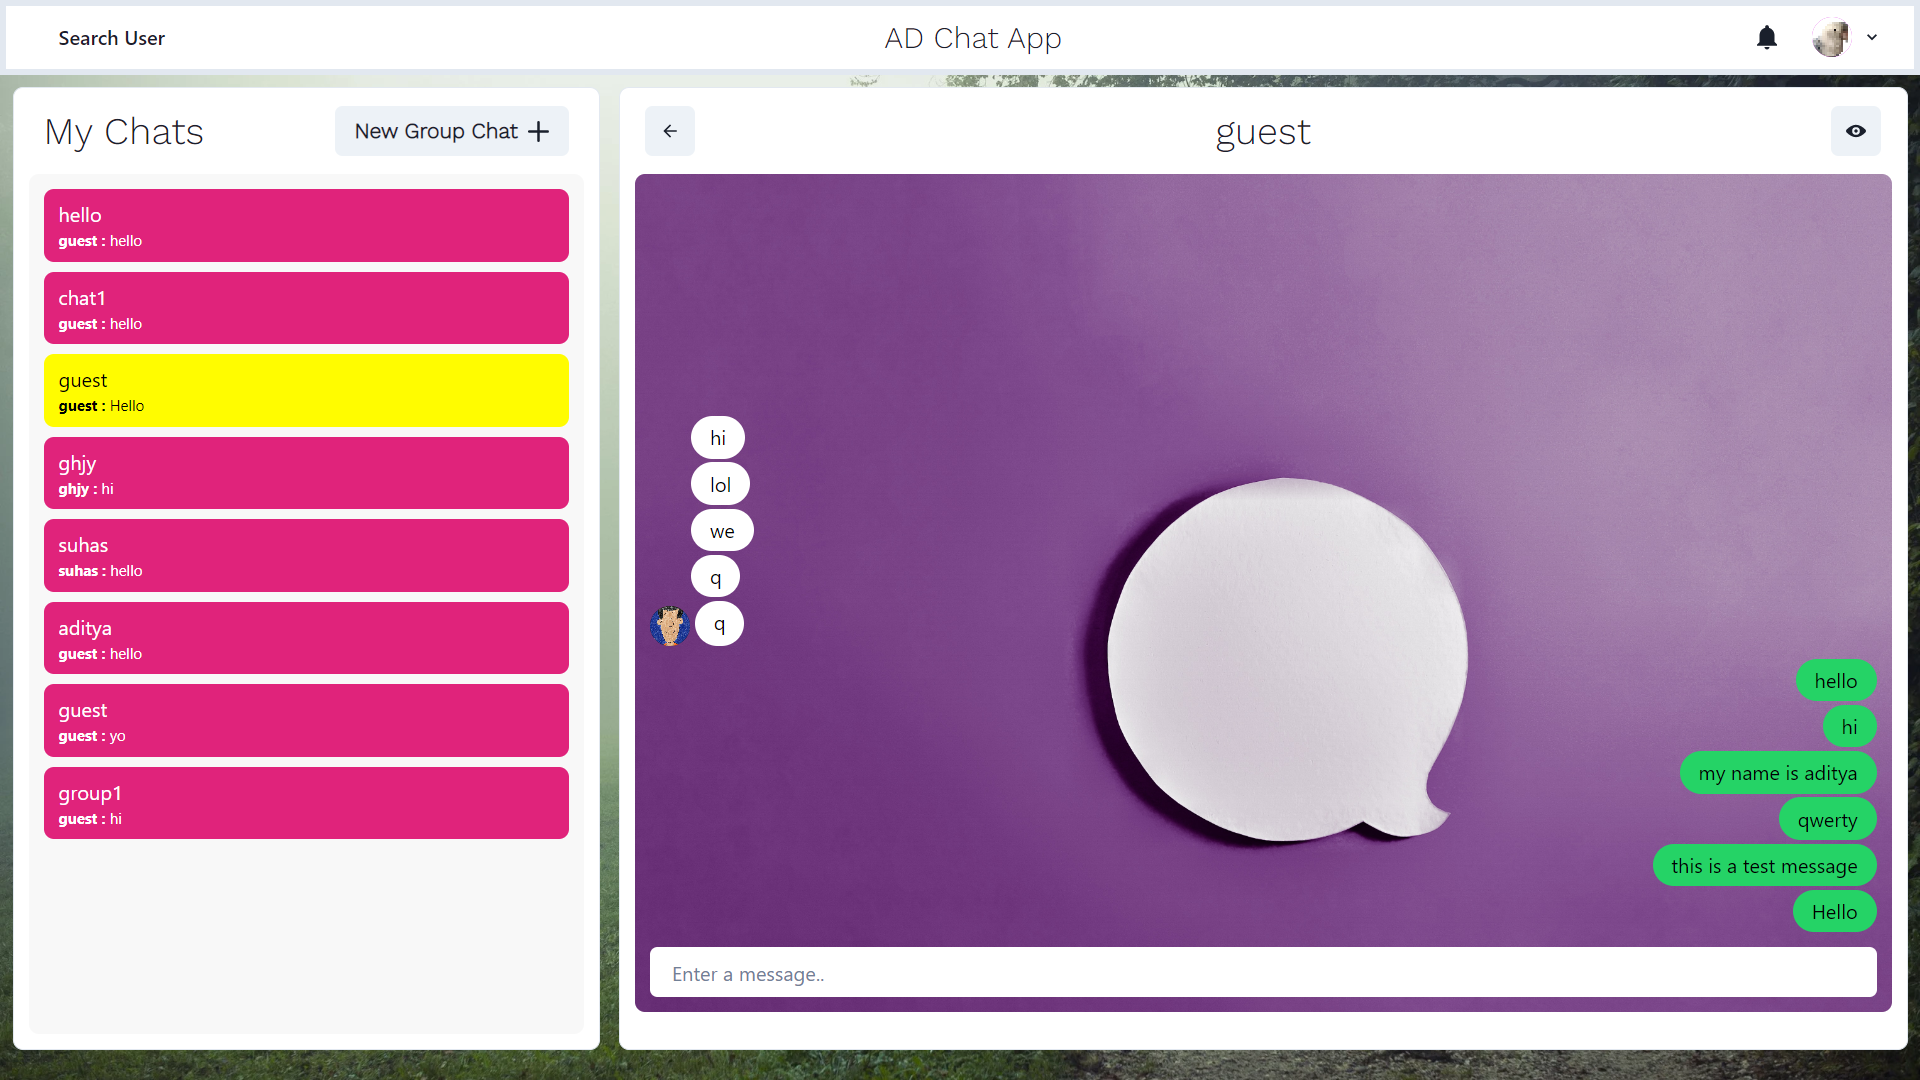 Search User
AD Chat App
My Chats
New Group Chat
hello
guest : hello
chat1
guest : hello
guest
guest : Hello
ghjy
ghjy : hi
suhas
suhas : hello
aditya
guest : hello
guest
guest : yo
group1
guest : hi
guest
hi
lol
we
q
q
hello
hi
my name is aditya
qwerty
this is a test message
Hello
Enter a message..